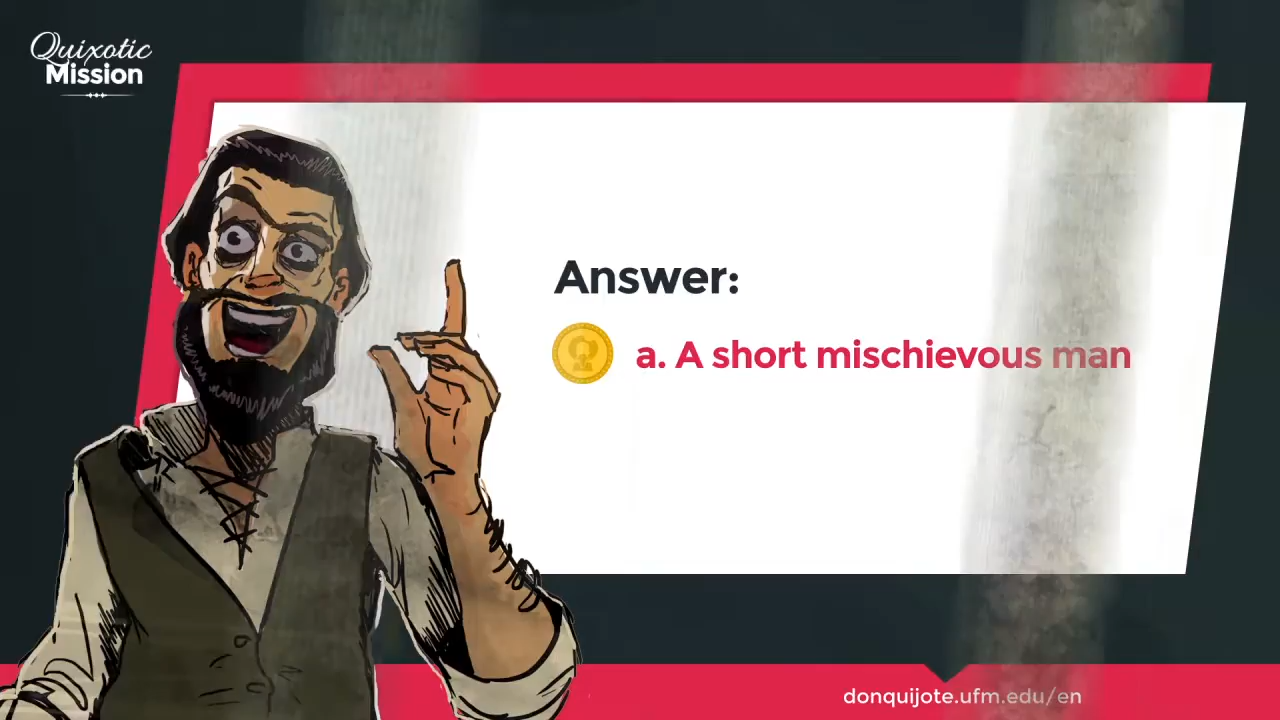 Quixotic
Mission
Answer:
a. A short mischievous man
donquijote.ufm.edu/en